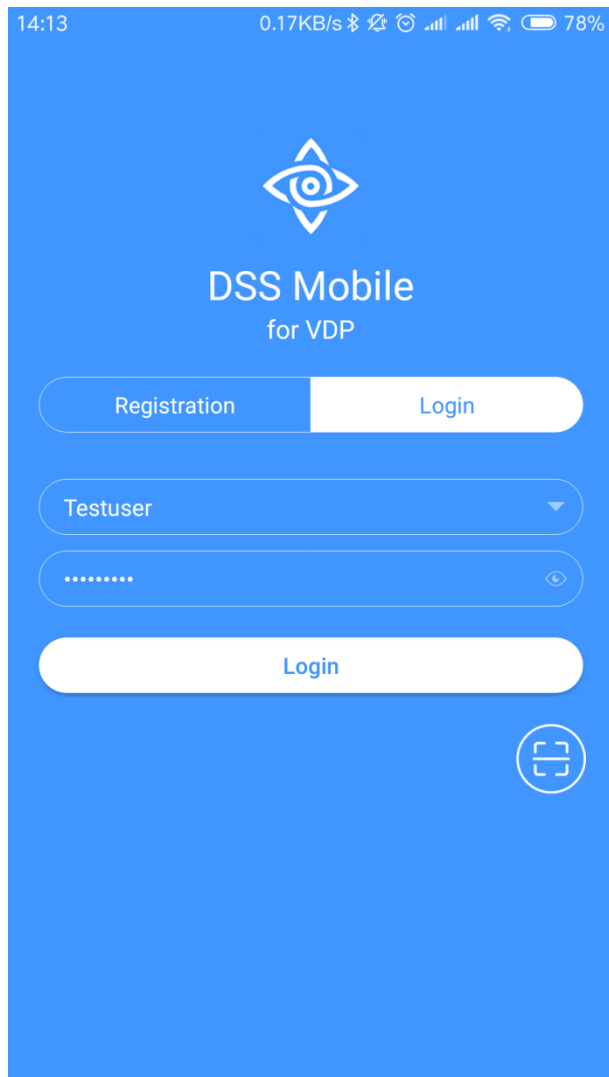 14:13 0.17KB/s 78%
DSS Mobile
for VDP
Registration Login
Testuser
•••••••••
Login